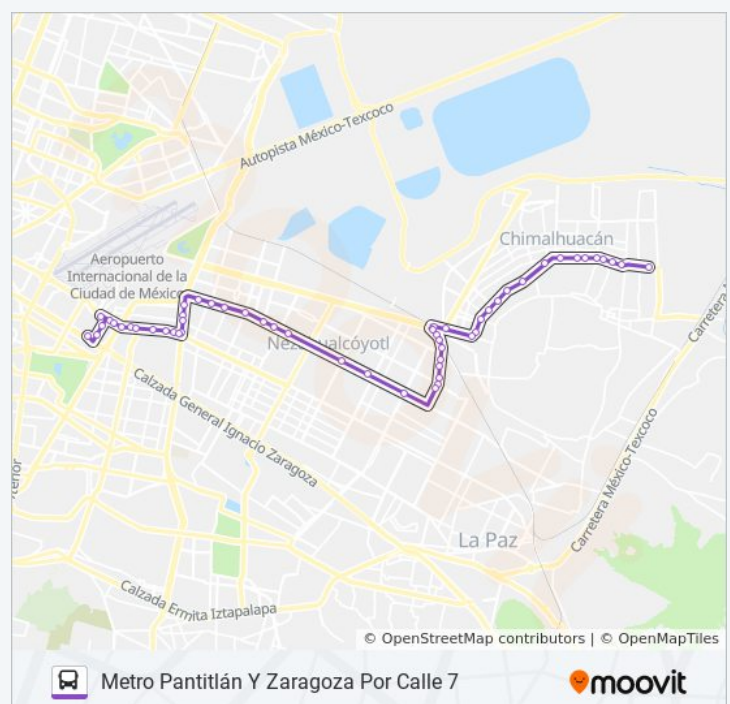 Autopista México-Texcoco
Chimalhuacán
Aeropuerto
Internacional de la
Ciudad de México
Carretera
Calzada General Ignacio Zaragoza
Carretera México-Texcoco
La Paz
Calzada Ermita Iztapalapa
© OpenStreetMap contributors | © OpenMapTiles
Metro Pantitlán Y Zaragoza Por Calle 7
moovit